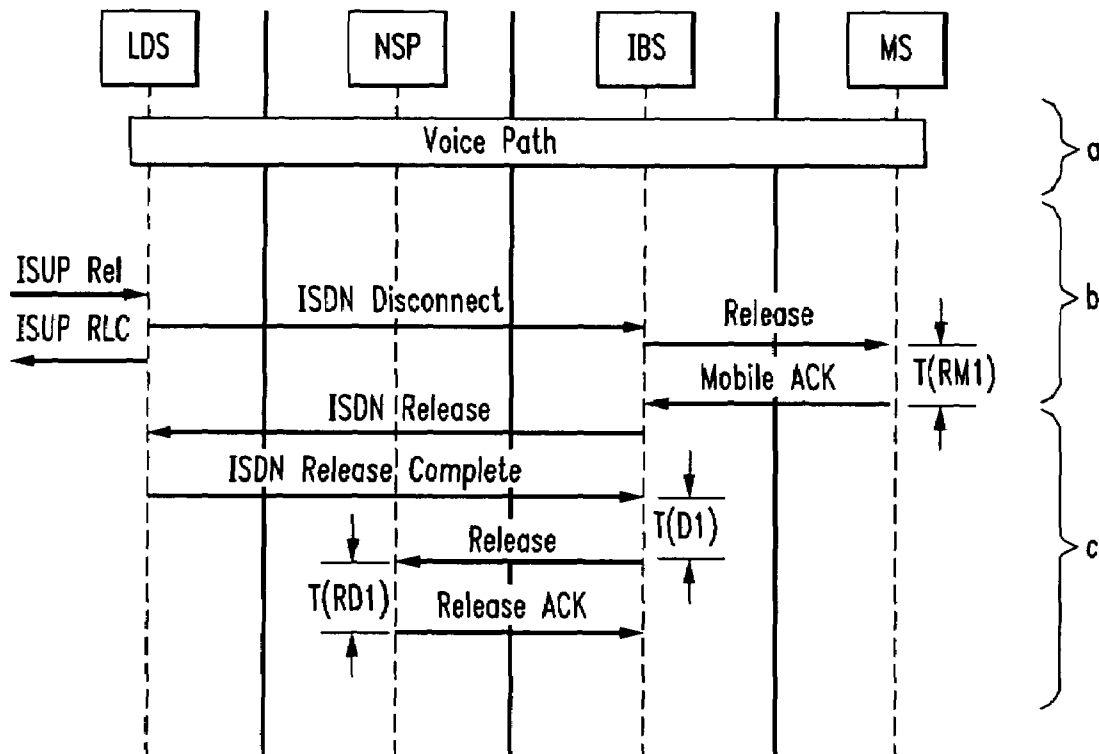 LDS NSP IBS MS
Voice Path
a
ISUP Rel
ISDN Disconnect
Release
b
ISUP RLC
Mobile ACK
T(RM1)
ISDN Release
ISDN Release Complete
T(D1)
Release
c
T(RD1)
Release ACK